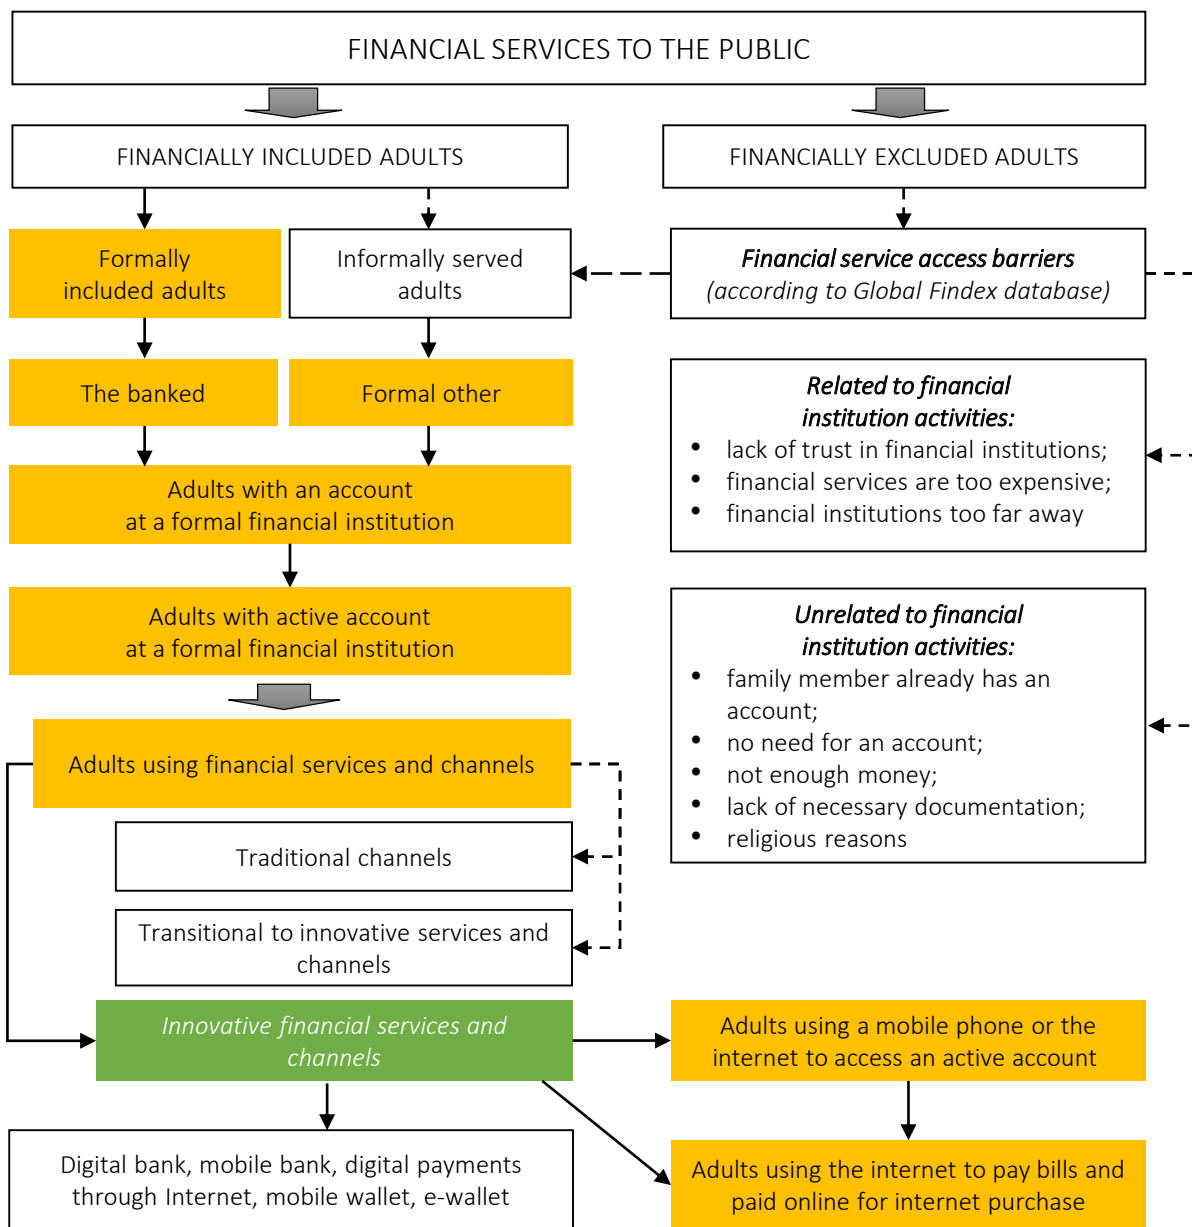 FINANCIAL SERVICES TO THE PUBLIC
FINANCIALLY INCLUDED ADULTS
FINANCIALLY EXCLUDED ADULTS
Formally
included adults
Informally served
adults
Financial service access barriers
(according to Global Findex database)
The banked
Formal other
Related to financial
institution activities:
• lack of trust in financial institutions;
• financial services are too expensive;
• financial institutions too far away
Adults with an account
at a formal financial institution
Adults with active account
at a formal financial institution
Unrelated to financial
institution activities:
• family member already has an
account;
• no need for an account;
• not enough money;
• lack of necessary documentation;
• religious reasons
Adults using financial services and channels
Traditional channels
Transitional to innovative services and
channels
Innovative financial services and
channels
Adults using a mobile phone or the
internet to access an active account
Digital bank, mobile bank, digital payments
through Internet, mobile wallet, e-wallet
Adults using the internet to pay bills and
paid online for internet purchase